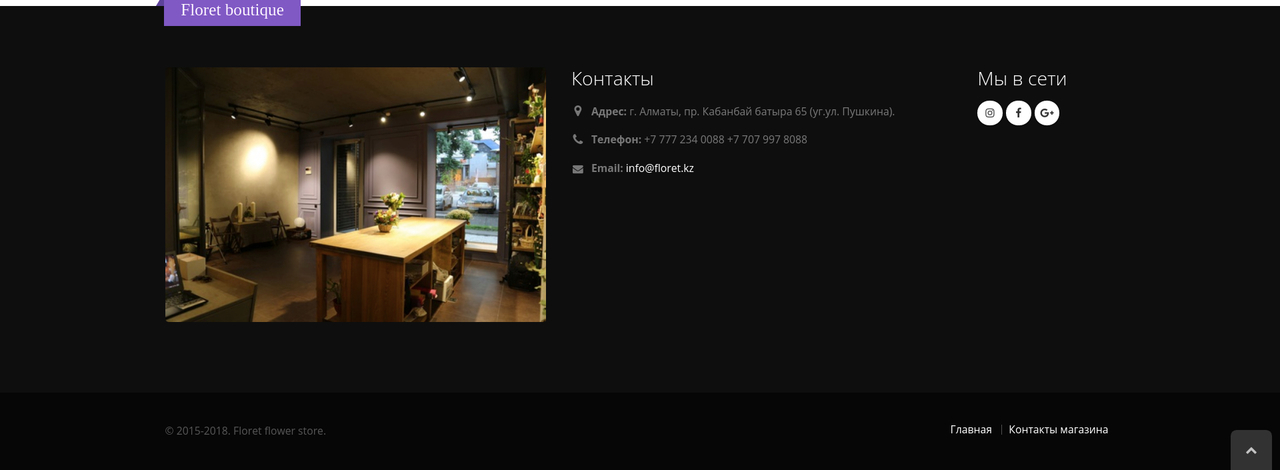 Floret boutique
Контакты
Адрес: г. Алматы, пр. Кабанбай батыра 65 (уг.ул. Пушкина).
Телефон: +7 777 234 0088 +7 707 997 8088
Email: info@floret.kz
Мы в сети
© 2015-2018. Floret flower store.
Главная | Контакты магазина